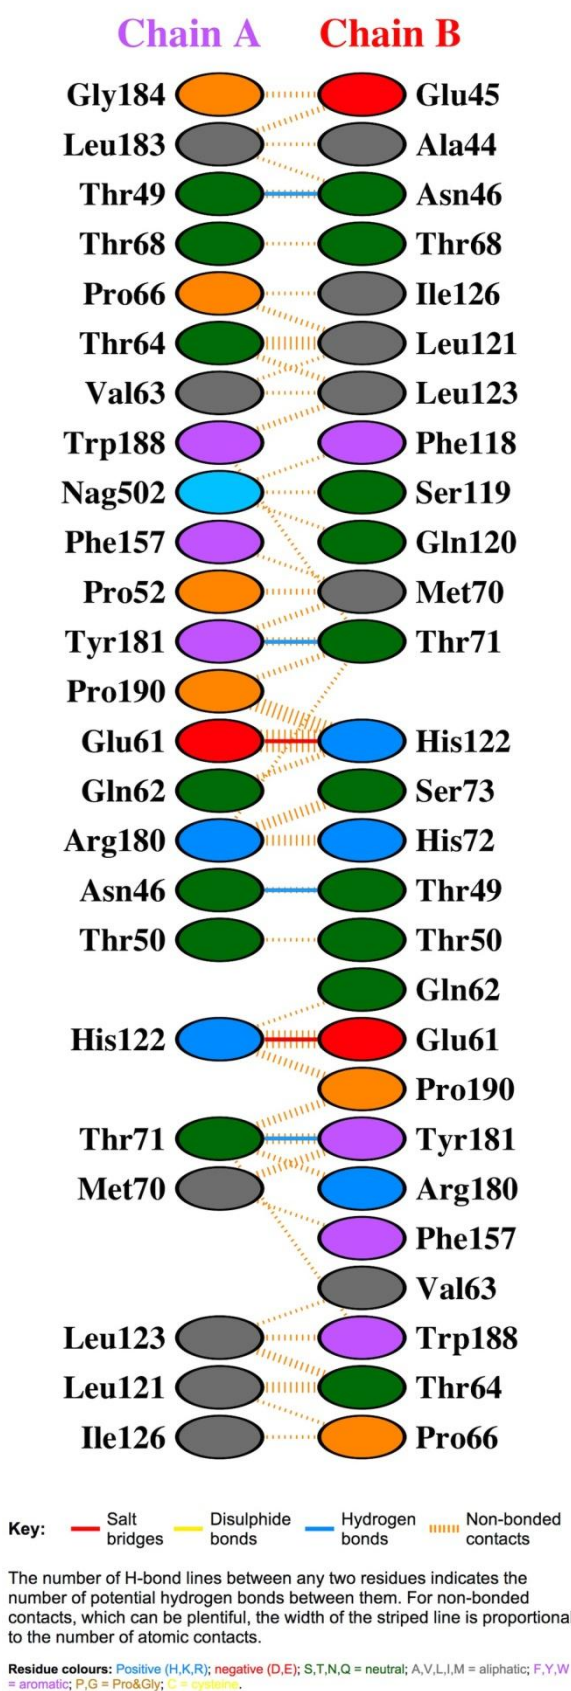 Chain A Chain B
Gly184 Glu45
Leu183 Ala44
Thr49 Asn46
Thr68 Thr68
Pro66 Ile126
Thr64 Leu121
Val63 Leu123
Trp188 Phe118
Nag502 Ser119
Phe157 Gln120
Pro52 Met70
Tyr181 Thr71
Pro190
Glu61 His122
Gln62 Ser73
Arg180 His72
Asn46 Thr49
Thr50 Thr50
Gln62
His122 Glu61
Pro190
Thr71 Tyr181
Met70 Arg180
Phe157
Val63
Leu123 Trp188
Leu121 Thr64
Ile126 Pro66
Key: Salt bridges Disulphide bonds Hydrogen bonds Non-bonded contacts
The number of H-bond lines between any two residues indicates the
number of potential hydrogen bonds between them. For non-bonded
contacts, which can be plentiful, the width of the striped line is proportional
to the number of atomic contacts.
Residue colours: Positive (H,K,R); negative (D,E); S,T,N,Q = neutral; A,V,L,I,M = aliphatic; F,Y,W
= aromatic; P,G = Pro&Gly; C = cysteine.